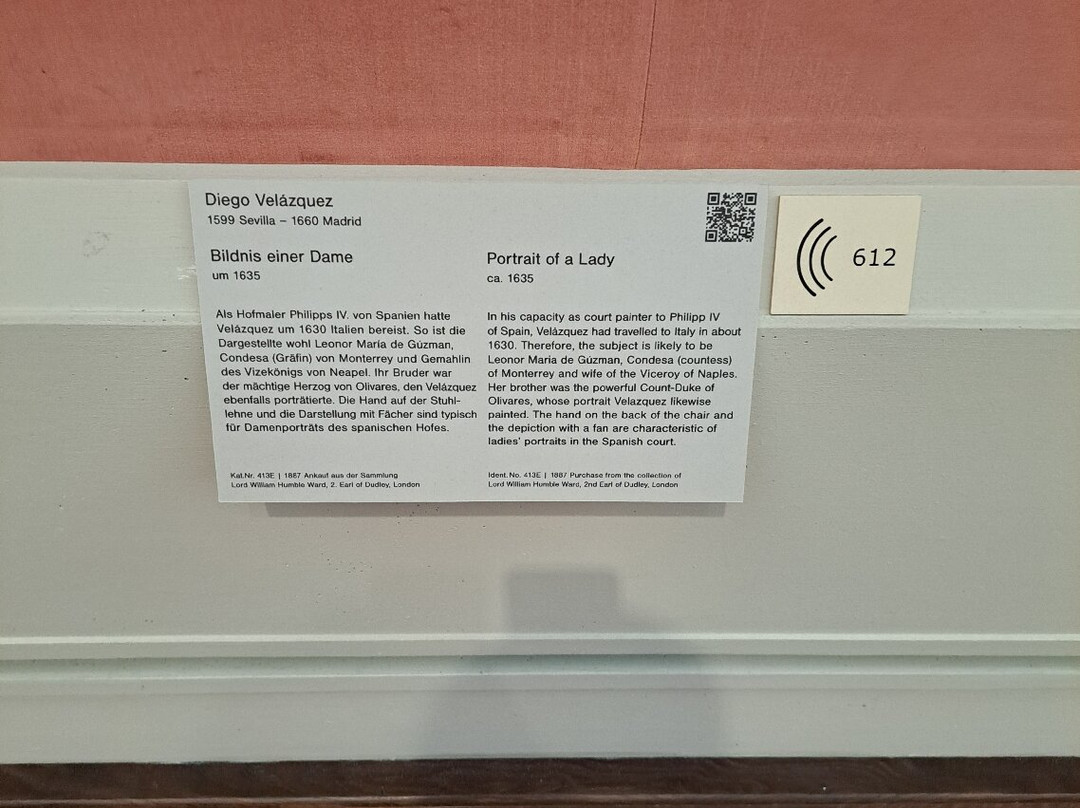 Diego Velázquez
1599 Sevilla – 1660 Madrid
Bildnis einer Dame
um 1635
Als Hofmaler Philipps IV. von Spanien hatte
Velázquez um 1630 Italien bereist. So ist die
Dargestellte wohl Leonor María de Gúzman,
Condesa (Gräfin) von Monterrey und Gemahlin
des Vizekönigs von Neapel. Ihr Bruder war
der mächtige Herzog von Olivares, den Velázquez
ebenfalls porträtierte. Die Hand auf der Stuhl-
lehne und die Darstellung mit Fächer sind typisch
für Damenporträts des spanischen Hofes.
Kat.Nr. 413E | 1887 Ankauf aus der Sammlung
Lord William Humble Ward, 2. Earl of Dudley, London
Portrait of a Lady
ca. 1635
In his capacity as court painter to Philipp IV
of Spain, Velázquez had travelled to Italy in about
1630. Therefore, the subject is likely to be
Leonor Maria de Gúzman, Condesa (countess)
of Monterrey and wife of the Viceroy of Naples.
Her brother was the powerful Count-Duke of
Olivares, whose portrait Velazquez likewise
painted. The hand on the back of the chair and
the depiction with a fan are characteristic of
ladies' portraits in the Spanish court.
Ident. No. 413E | 1887 Purchase from the collection of
Lord William Humble Ward, 2nd Earl of Dudley, London
612